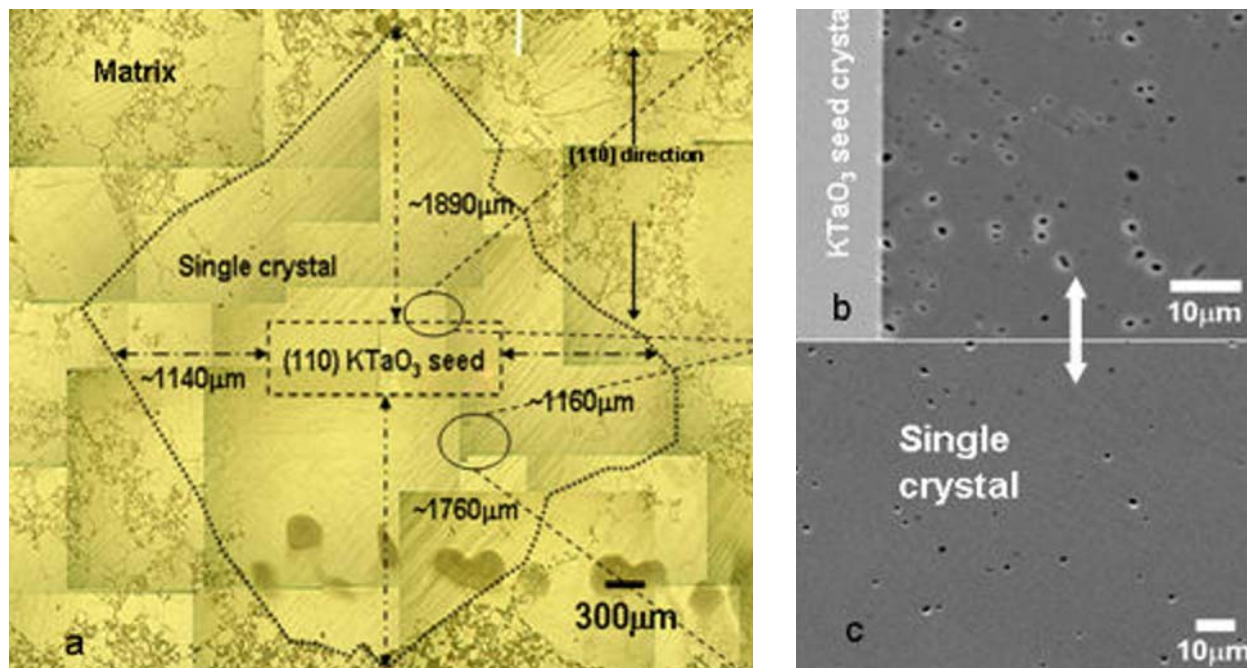 Matrix
[110] direction
~1890μm
Single crystal
(110) KTaO₃ seed
~1140μm
~1160μm
~1760μm
300μm
a
KTaO₃ seed crystal
b
10μm
Single
crystal
c
10μm